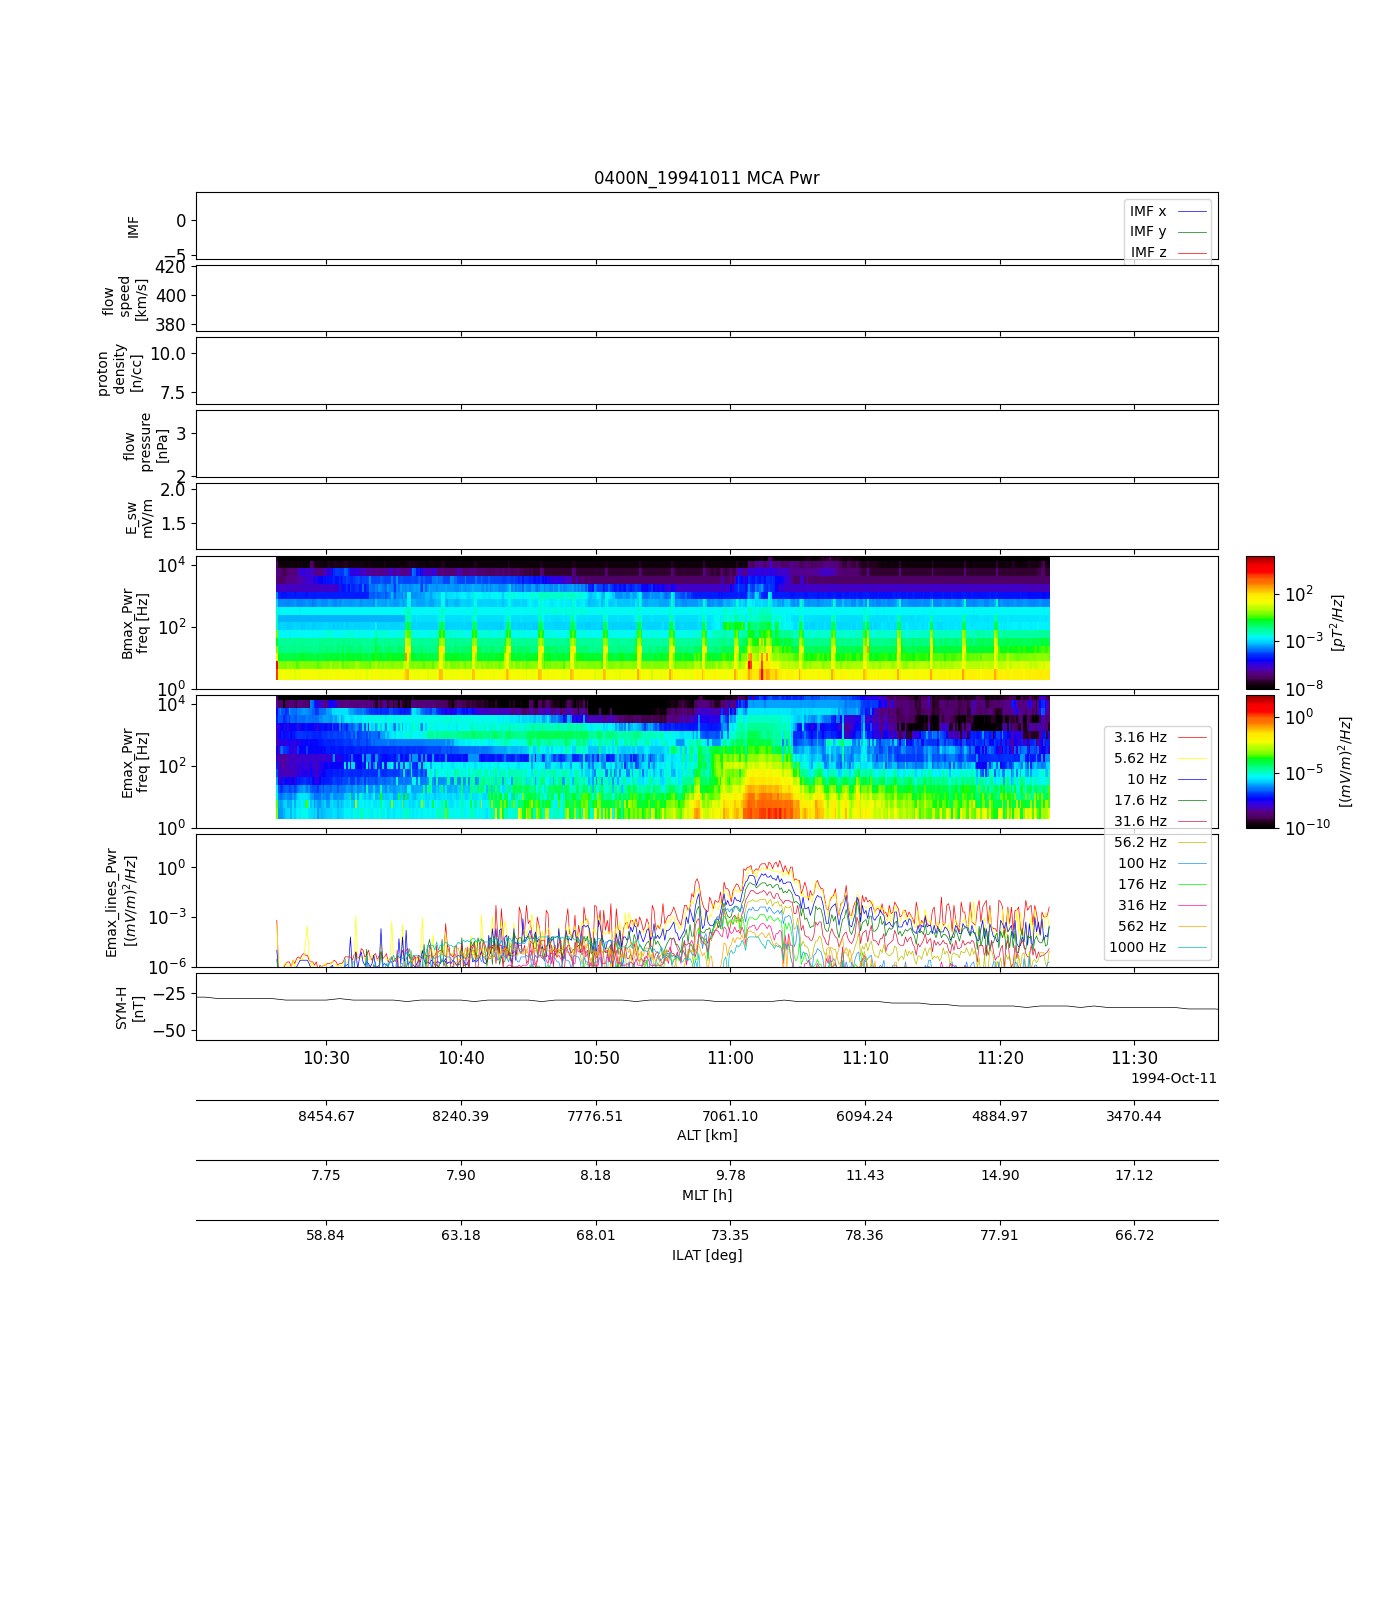 0400N_19941011 MCA Pwr
IMF
0
−5
IMF x
IMF y
IMF z
flow speed [km/s]
420
400
380
proton density [n/cc]
10.0
7.5
flow pressure [nPa]
3
2
E_sw mV/m
2.0
1.5
Bmax_Pwr freq [Hz]
10^4
10^2
10^0
10^2
10^−3
10^−8
[pT^2/Hz]
Emax_Pwr freq [Hz]
10^4
10^2
10^0
10^0
10^−5
10^−10
[(mV/m)^2/Hz]
3.16 Hz
5.62 Hz
10 Hz
17.6 Hz
31.6 Hz
56.2 Hz
100 Hz
176 Hz
316 Hz
562 Hz
1000 Hz
Emax_lines_Pwr [(mV/m)^2/Hz]
10^0
10^−3
10^−6
SYM-H [nT]
−25
−50
10:30 10:40 10:50 11:00 11:10 11:20 11:30
1994-Oct-11
8454.67 8240.39 7776.51 7061.10 6094.24 4884.97 3470.44
ALT [km]
7.75 7.90 8.18 9.78 11.43 14.90 17.12
MLT [h]
58.84 63.18 68.01 73.35 78.36 77.91 66.72
ILAT [deg]